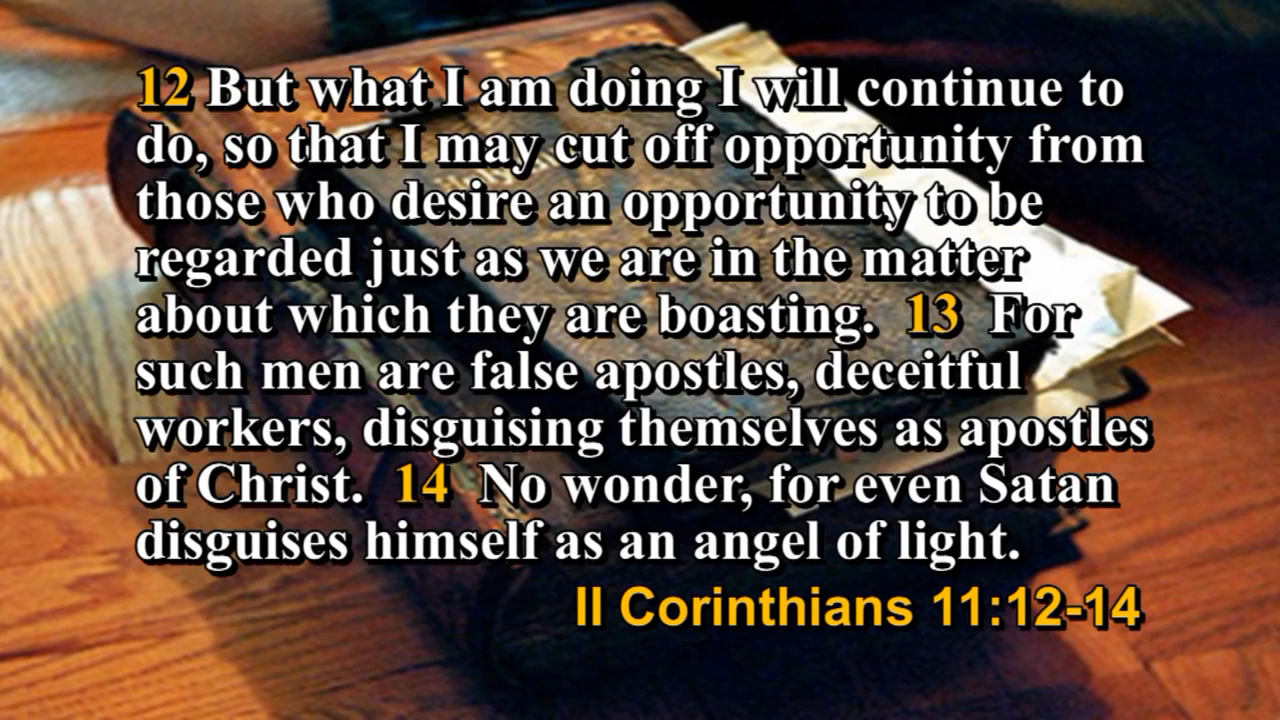 12 But what I am doing I will continue to
do, so that I may cut off opportunity from
those who desire an opportunity to be
regarded just as we are in the matter
about which they are boasting. 13 For
such men are false apostles, deceitful
workers, disguising themselves as apostles
of Christ. 14 No wonder, for even Satan
disguises himself as an angel of light.
II Corinthians 11:12-14